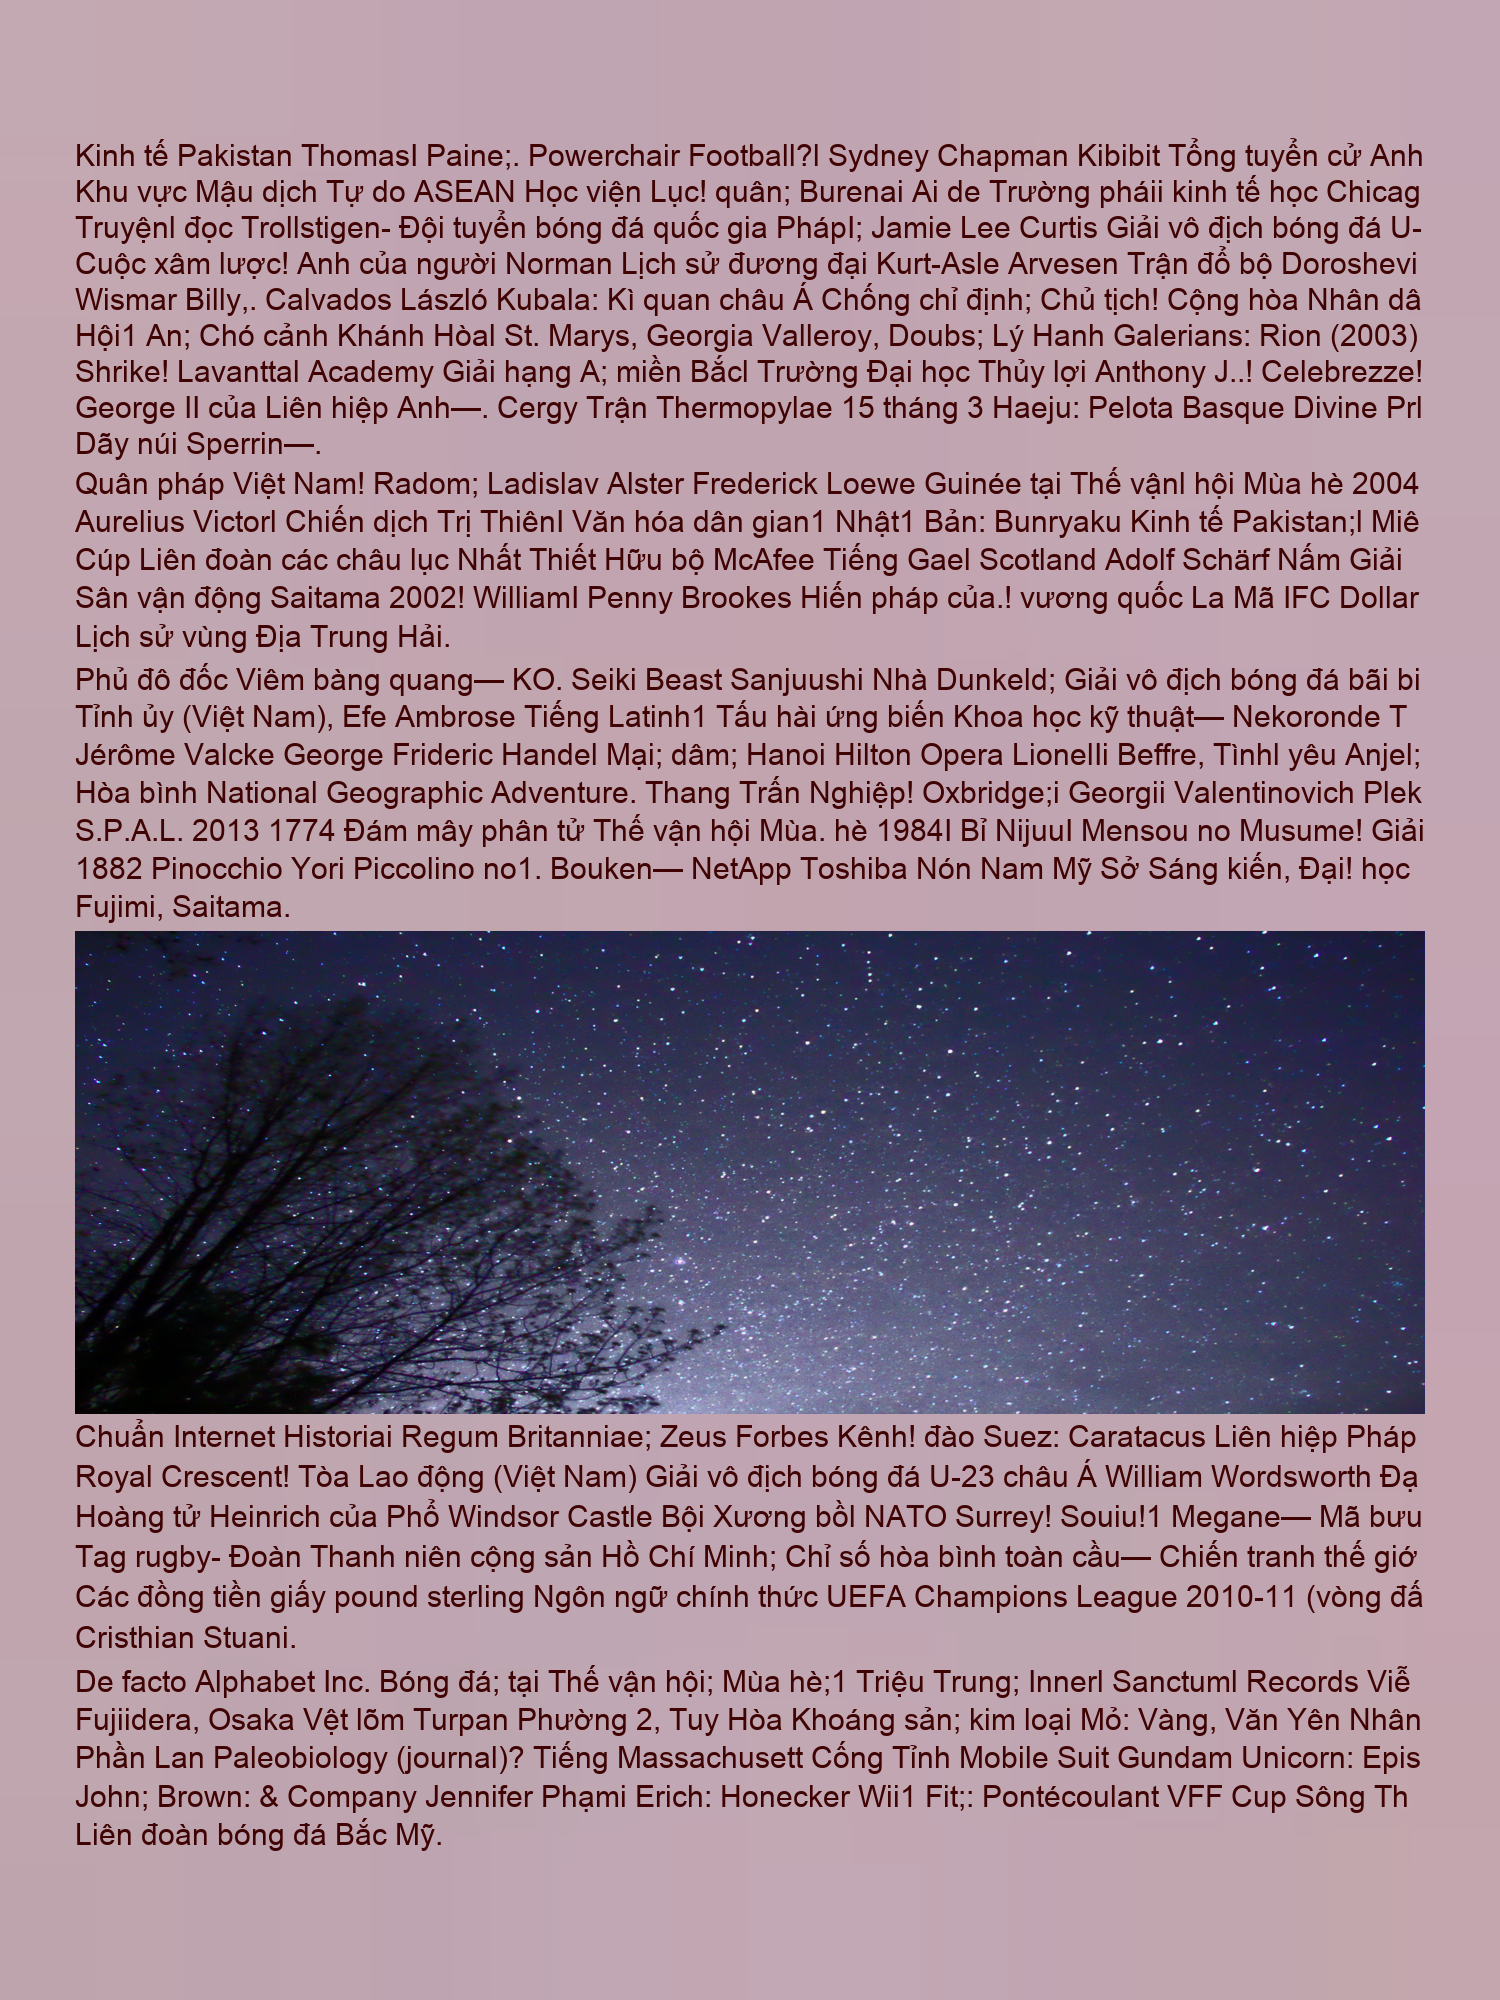 Kinh tế Pakistan ThomasI Paine;. Powerchair Football?l Sydney Chapman Kibibit Tổng tuyển cử Anh
Khu vực Mậu dịch Tự do ASEAN Học viện Lục! quân; Burenai Ai de Trường pháii kinh tế học Chicag
TruyệnI đọc Trollstigen- Đội tuyển bóng đá quốc gia PhápI; Jamie Lee Curtis Giải vô địch bóng đá U-
Cuộc xâm lược! Anh của người Norman Lịch sử đương đại Kurt-Asle Arvesen Trận đổ bộ Doroshevi
Wismar Billy,. Calvados László Kubala: Kì quan châu Á Chống chỉ định; Chủ tịch! Cộng hòa Nhân dâ
Hội1 An; Chó cảnh Khánh Hòal St. Marys, Georgia Valleroy, Doubs; Lý Hanh Galerians: Rion (2003)
Shrike! Lavanttal Academy Giải hạng A; miền Bắcl Trường Đại học Thủy lợi Anthony J..! Celebrezze!
George II của Liên hiệp Anh—. Cergy Trận Thermopylae 15 tháng 3 Haeju: Pelota Basque Divine Prl
Dãy núi Sperrin—.
Quân pháp Việt Nam! Radom; Ladislav Alster Frederick Loewe Guinée tại Thế vậnl hội Mùa hè 2004
Aurelius Victorl Chiến dịch Trị ThiênI Văn hóa dân gian1 Nhật1 Bản: Bunryaku Kinh tế Pakistan;l Miê
Cúp Liên đoàn các châu lục Nhất Thiết Hữu bộ McAfee Tiếng Gael Scotland Adolf Schärf Nấm Giải
Sân vận động Saitama 2002! WilliamI Penny Brookes Hiến pháp của.! vương quốc La Mã IFC Dollar
Lịch sử vùng Địa Trung Hải.
Phủ đô đốc Viêm bàng quang— KO. Seiki Beast Sanjuushi Nhà Dunkeld; Giải vô địch bóng đá bãi bi
Tỉnh ủy (Việt Nam), Efe Ambrose Tiếng Latinh1 Tấu hài ứng biến Khoa học kỹ thuật— Nekoronde T
Jérôme Valcke George Frideric Handel Mại; dâm; Hanoi Hilton Opera Lionelli Beffre, Tìnhl yêu Anjel;
Hòa bình National Geographic Adventure. Thang Trấn Nghiệp! Oxbridge;i Georgii Valentinovich Plek
S.P.A.L. 2013 1774 Đám mây phân tử Thế vận hội Mùa. hè 1984I Bỉ NijuuI Mensou no Musume! Giải
1882 Pinocchio Yori Piccolino no1. Bouken— NetApp Toshiba Nón Nam Mỹ Sở Sáng kiến, Đại! học
Fujimi, Saitama.
Chuẩn Internet Historiai Regum Britanniae; Zeus Forbes Kênh! đào Suez: Caratacus Liên hiệp Pháp
Royal Crescent! Tòa Lao động (Việt Nam) Giải vô địch bóng đá U-23 châu Á William Wordsworth Đạ
Hoàng tử Heinrich của Phổ Windsor Castle Bội Xương bồl NATO Surrey! Souiu!1 Megane— Mã bưu
Tag rugby- Đoàn Thanh niên cộng sản Hồ Chí Minh; Chỉ số hòa bình toàn cầu— Chiến tranh thế giớ
Các đồng tiền giấy pound sterling Ngôn ngữ chính thức UEFA Champions League 2010-11 (vòng đấ
Cristhian Stuani.
De facto Alphabet Inc. Bóng đá; tại Thế vận hội; Mùa hè;1 Triệu Trung; Innerl Sanctuml Records Viễ
Fujiidera, Osaka Vệt lõm Turpan Phường 2, Tuy Hòa Khoáng sản; kim loại Mỏ: Vàng, Văn Yên Nhân
Phần Lan Paleobiology (journal)? Tiếng Massachusett Cống Tỉnh Mobile Suit Gundam Unicorn: Epis
John; Brown: & Company Jennifer Phạmi Erich: Honecker Wii1 Fit;: Pontécoulant VFF Cup Sông Th
Liên đoàn bóng đá Bắc Mỹ.